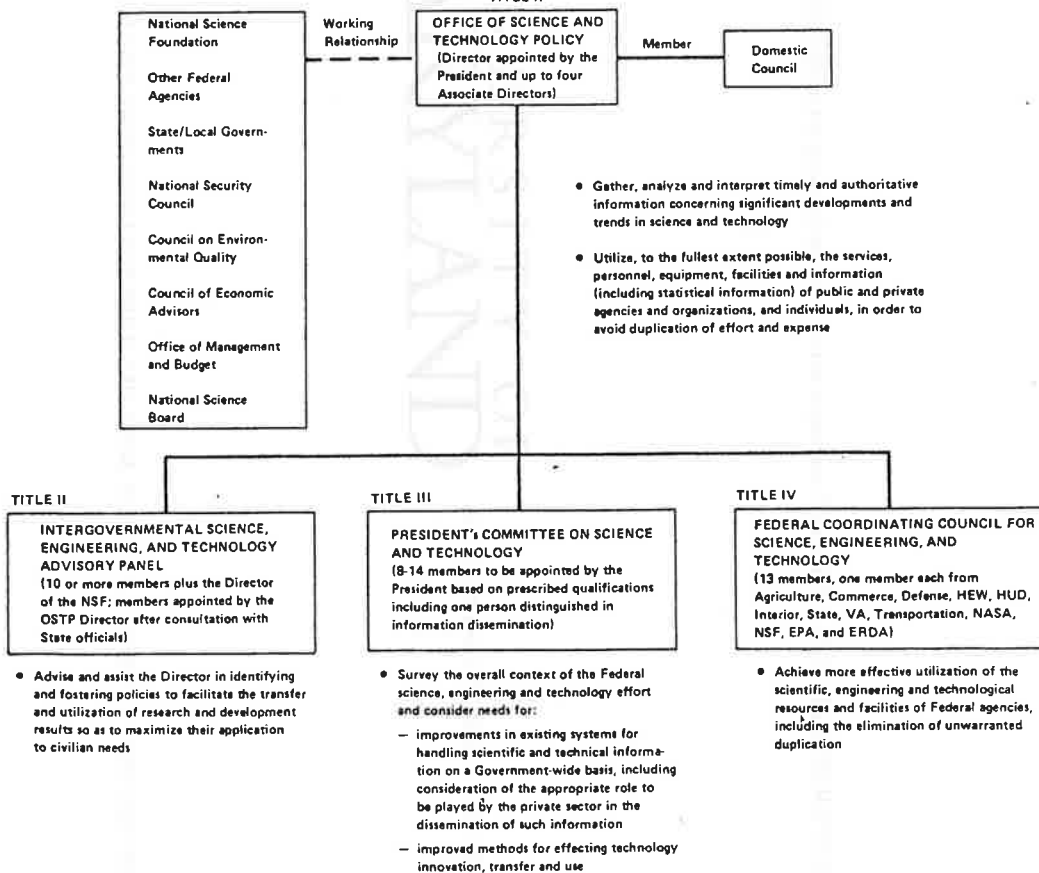 National Science
Foundation
Other Federal
Agencies
State/Local Govern-
ments
National Security
Council
Council on Environ-
mental Quality
Council of Economic
Advisors
Office of Management
and Budget
National Science
Board
Working
Relationship
OFFICE OF SCIENCE AND
TECHNOLOGY POLICY
(Director appointed by the
President and up to four
Associate Directors)
Member
Domestic
Council
• Gather, analyze and interpret timely and authoritative
information concerning significant developments and
trends in science and technology
• Utilize, to the fullest extent possible, the services,
personnel, equipment, facilities and information
(including statistical information) of public and private
agencies and organizations, and individuals, in order to
avoid duplication of effort and expense
TITLE II
INTERGOVERNMENTAL SCIENCE,
ENGINEERING, AND TECHNOLOGY
ADVISORY PANEL
(10 or more members plus the Director
of the NSF; members appointed by the
OSTP Director after consultation with
State officials)
• Advise and assist the Director in identifying
and fostering policies to facilitate the transfer
and utilization of research and development
results so as to maximize their application
to civilian needs
TITLE III
PRESIDENT's COMMITTEE ON SCIENCE
AND TECHNOLOGY
(8-14 members to be appointed by the
President based on prescribed qualifications
including one person distinguished in
information dissemination)
• Survey the overall context of the Federal
science, engineering and technology effort
and consider needs for:
— improvements in existing systems for
handling scientific and technical informa-
tion on a Government-wide basis, including
consideration of the appropriate role to
be played by the private sector in the
dissemination of such information
— improved methods for effecting technology
innovation, transfer and use
TITLE IV
FEDERAL COORDINATING COUNCIL FOR
SCIENCE, ENGINEERING, AND
TECHNOLOGY
(13 members, one member each from
Agriculture, Commerce, Defense, HEW, HUD,
Interior, State, VA, Transportation, NASA,
NSF, EPA, and ERDA)
• Achieve more effective utilization of the
scientific, engineering and technological
resources and facilities of Federal agencies,
including the elimination of unwarranted
duplication